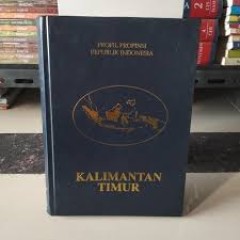 PROFIL PROPINSI
REPUBLIK INDONESIA
KALIMANTAN
TIMUR